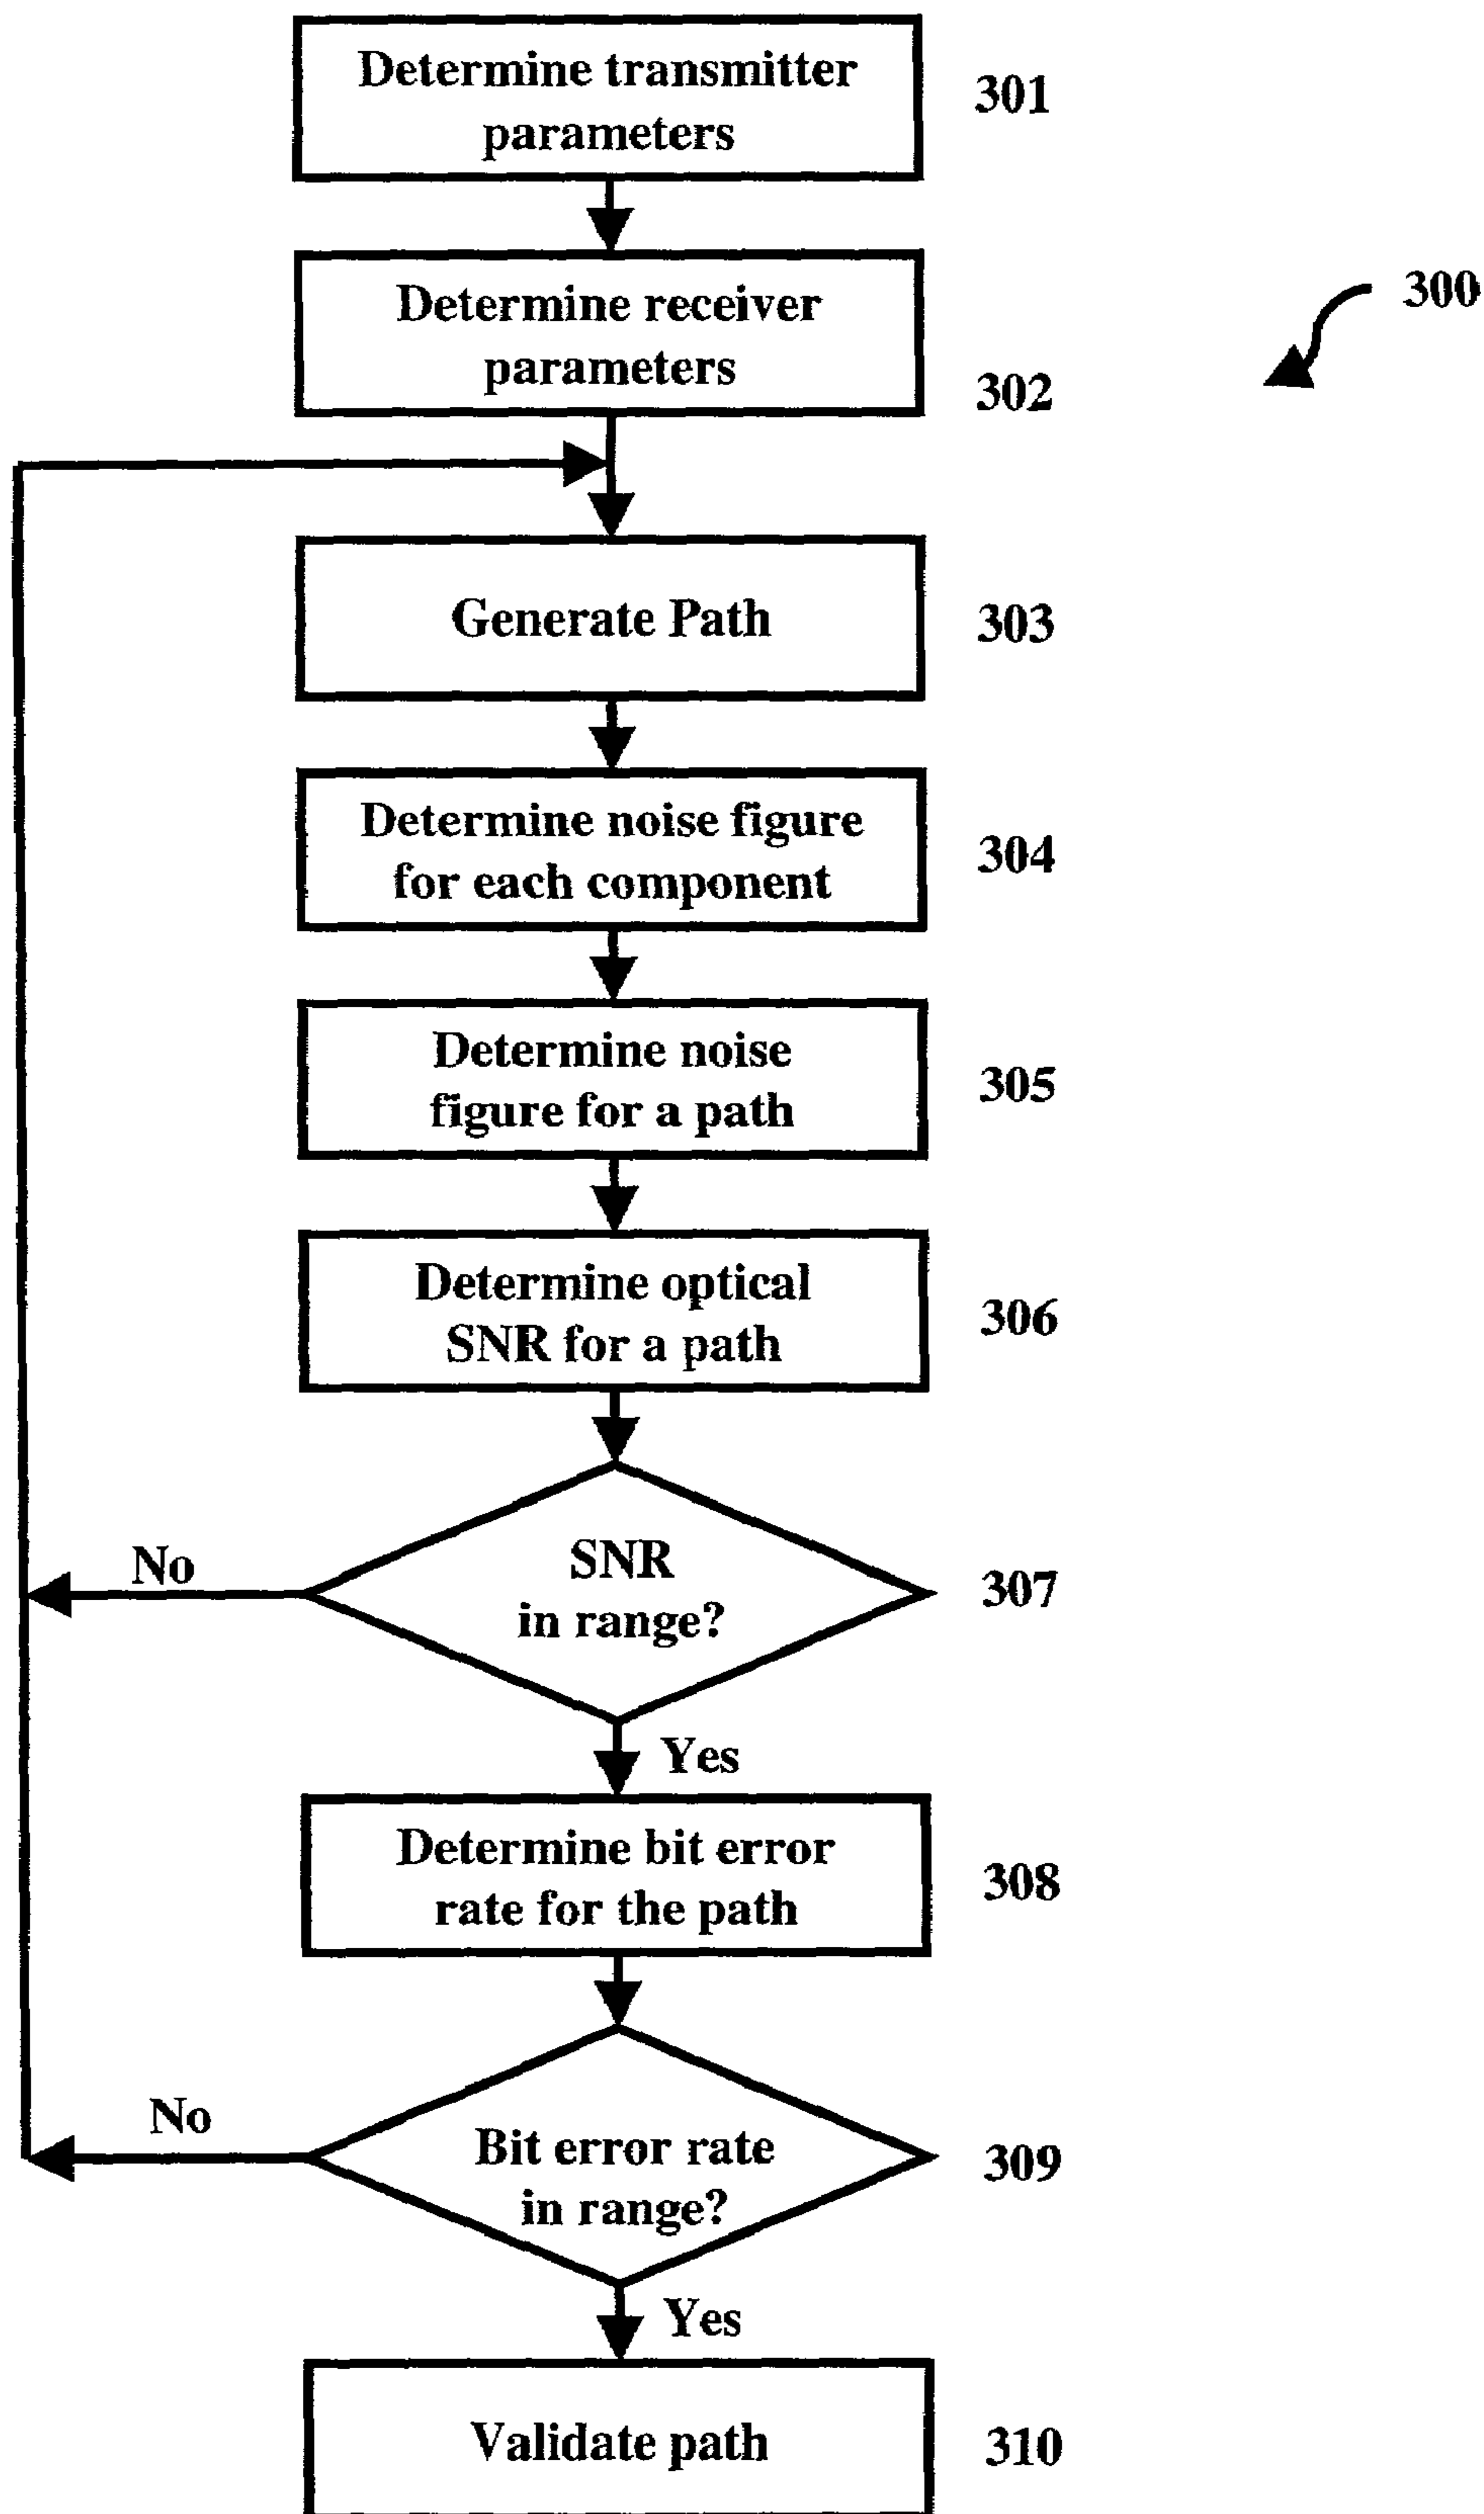 Determine transmitter
parameters
301
Determine receiver
parameters
302
300
Generate Path
303
Determine noise figure
for each component
304
Determine noise
figure for a path
305
Determine optical
SNR for a path
306
SNR
in range?
307
No
Yes
Determine bit error
rate for the path
308
Bit error rate
in range?
309
No
Yes
Validate path
310